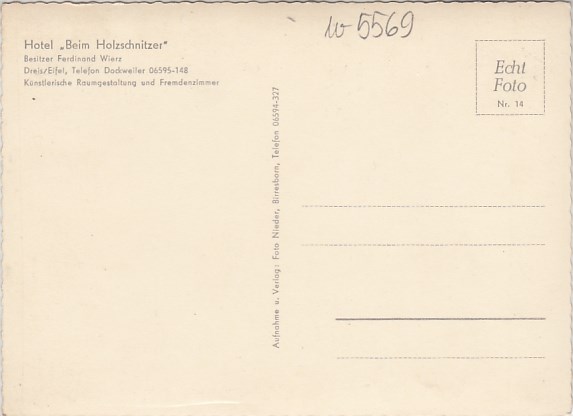 w 5569
Hotel „Beim Holzschnitzer"
Besitzer Ferdinand Wierz
Dreis/Eifel, Telefon Dockweiler 06595-148
Künstlerische Raumgestaltung und Fremdenzimmer
Echt
Foto
Nr. 14
Aufnahme u. Verlag: Foto Nieder, Birresborn, Telefon 06594-327